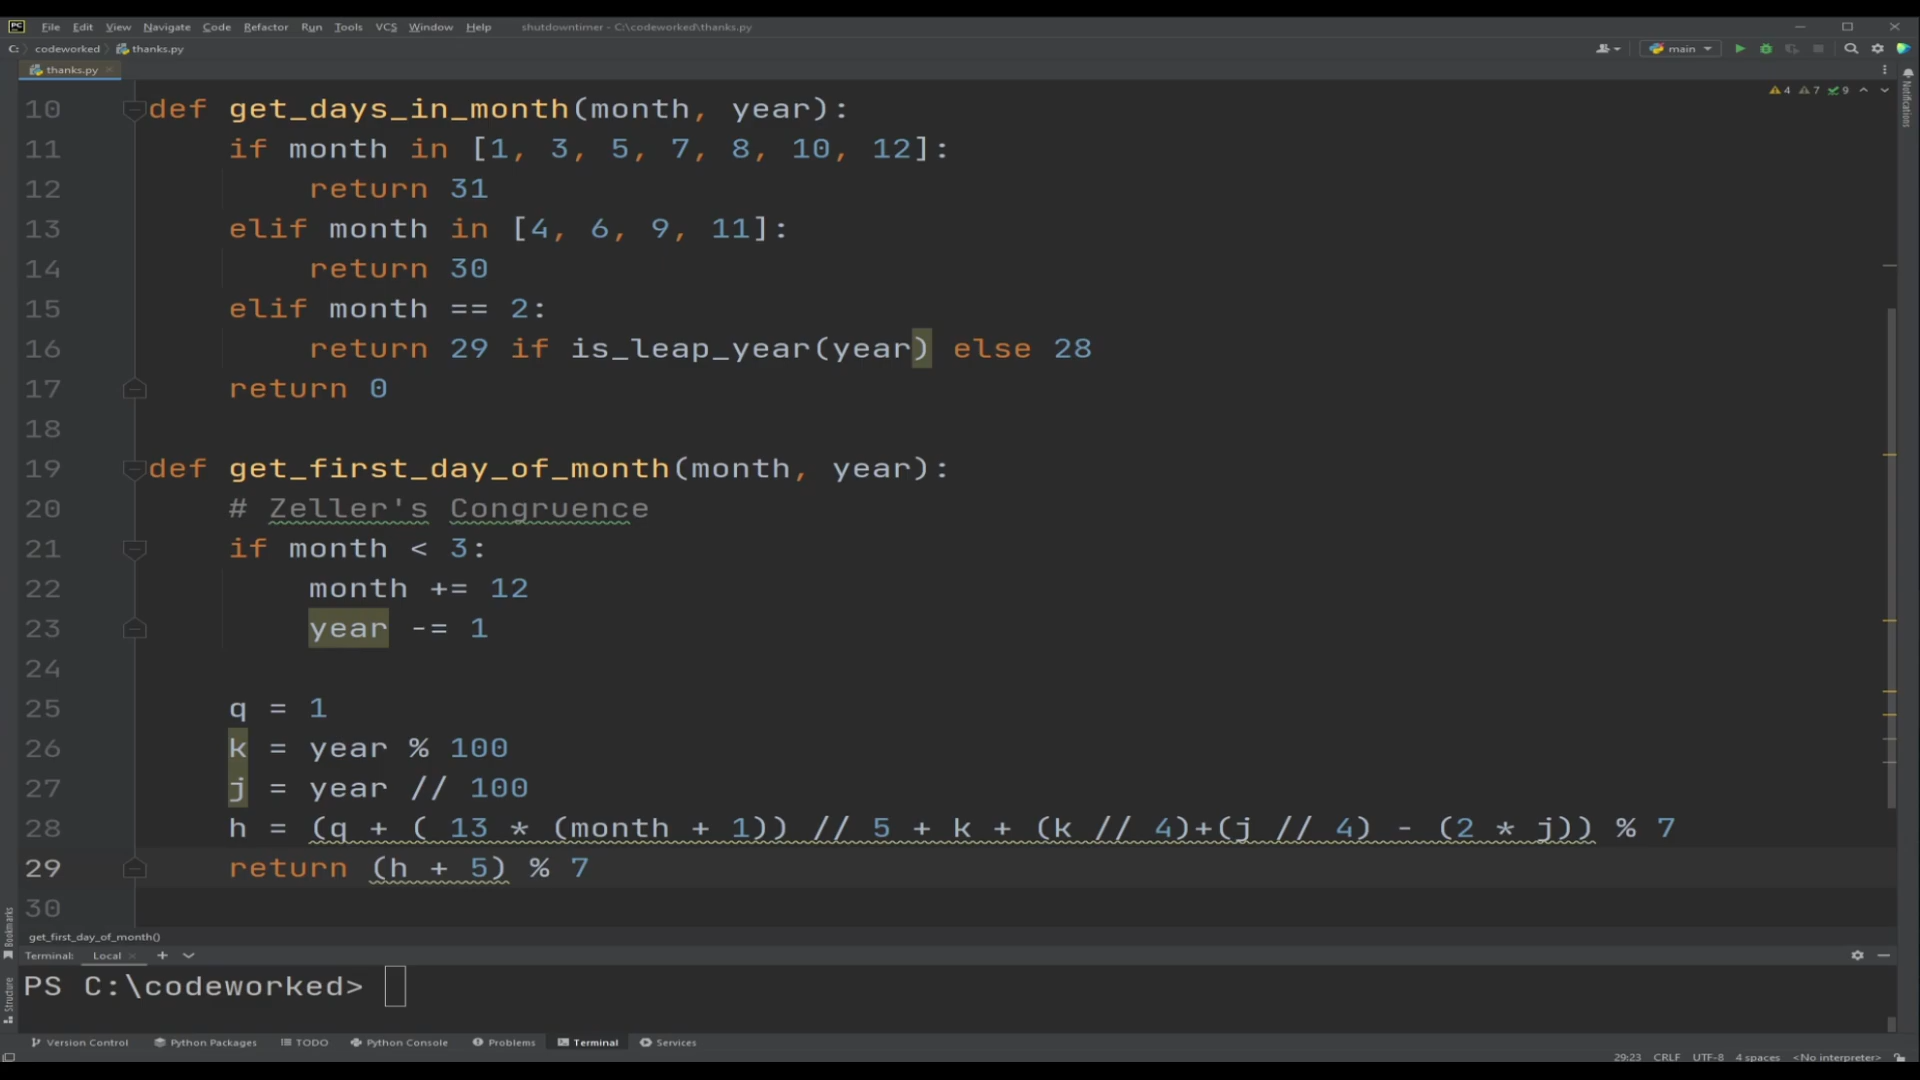 PC File Edit View Navigate Code Refactor Run Tools VCS Window Help shutdowntimer - C:\codeworked\thanks.py
C: codeworked thanks.py main
thanks.py
4 7 9
Notifications
10 def get_days_in_month(month, year):
11 if month in [1, 3, 5, 7, 8, 10, 12]:
12 return 31
13 elif month in [4, 6, 9, 11]:
14 return 30
15 elif month == 2:
16 return 29 if is_leap_year(year) else 28
17 return 0
18
19 def get_first_day_of_month(month, year):
20 # Zeller's Congruence
21 if month < 3:
22 month += 12
23 year -= 1
24
25 q = 1
26 k = year % 100
27 j = year // 100
28 h = (q + ( 13 * (month + 1)) // 5 + k + (k // 4)+(j // 4) - (2 * j)) % 7
29 return (h + 5) % 7
30
Bookmarks
Structure
get_first_day_of_month()
Terminal: Local × +
PS C:\codeworked>
Version Control Python Packages TODO Python Console Problems Terminal Services
29:23 CRLF UTF-8 4 spaces <No interpreter>